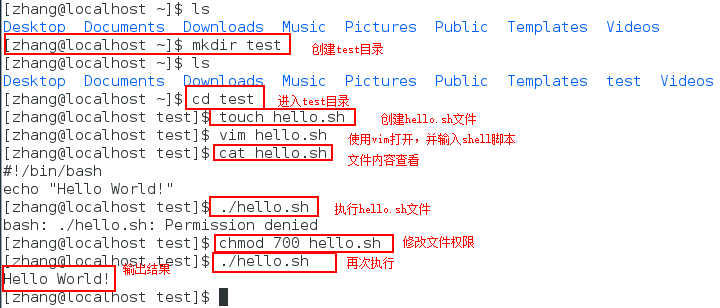 [zhang@localhost ~]$ ls
Desktop Documents Downloads Music Pictures Public Templates Videos
[zhang@localhost ~]$ mkdir test 创建test目录
[zhang@localhost ~]$ ls
Desktop Documents Downloads Music Pictures Public Templates test Videos
[zhang@localhost ~]$ cd test 进入test目录
[zhang@localhost test]$ touch hello.sh 创建hello.sh文件
[zhang@localhost test]$ vim hello.sh 使用vim打开，并输入shell脚本
[zhang@localhost test]$ cat hello.sh 文件内容查看
#!/bin/bash
echo "Hello World!"
[zhang@localhost test]$ ./hello.sh 执行hello.sh文件
bash: ./hello.sh: Permission denied
[zhang@localhost test]$ chmod 700 hello.sh 修改文件权限
[zhang@localhost test]$ ./hello.sh 再次执行
Hello World! 输出结果
[zhang@localhost test]$